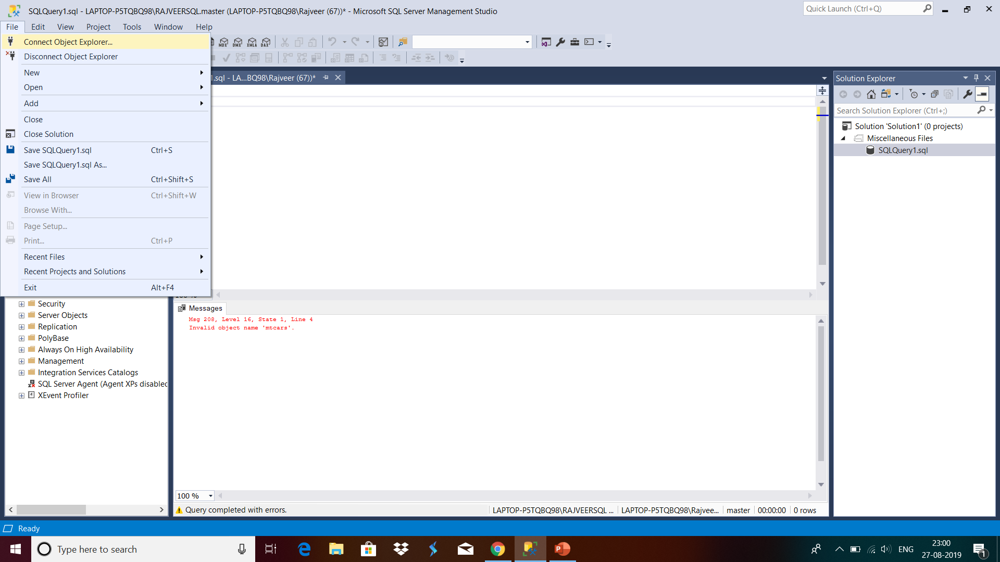 SQLQuery1.sql - LAPTOP-P5TQBQ98\RAJVEERSQL.master (LAPTOP-P5TQBQ98\Rajveer (67))* - Microsoft SQL Server Management Studio
Quick Launch (Ctrl+Q)
File Edit View Project Tools Window Help
Connect Object Explorer...
MDX DMX XMLA DAX
Disconnect Object Explorer
New
Open
Add
Close
Close Solution
Save SQLQuery1.sql Ctrl+S
Save SQLQuery1.sql As...
Save All Ctrl+Shift+S
View in Browser Ctrl+Shift+W
Browse With...
Page Setup...
Print... Ctrl+P
Recent Files
Recent Projects and Solutions
Exit Alt+F4
1.sql - LA...BQ98\Rajveer (67))*
Solution Explorer
Search Solution Explorer (Ctrl+;)
Solution 'Solution1' (0 projects)
Miscellaneous Files
SQLQuery1.sql
Security
Server Objects
Replication
PolyBase
Always On High Availability
Management
Integration Services Catalogs
SQL Server Agent (Agent XPs disabled
XEvent Profiler
Messages
Msg 208, Level 16, State 1, Line 4
Invalid object name 'mtcars'.
100 %
Query completed with errors.
LAPTOP-P5TQBQ98\RAJVEERSQL ... LAPTOP-P5TQBQ98\Rajvee... master 00:00:00 0 rows
Ready
Type here to search
ENG
23:00
27-08-2019
1